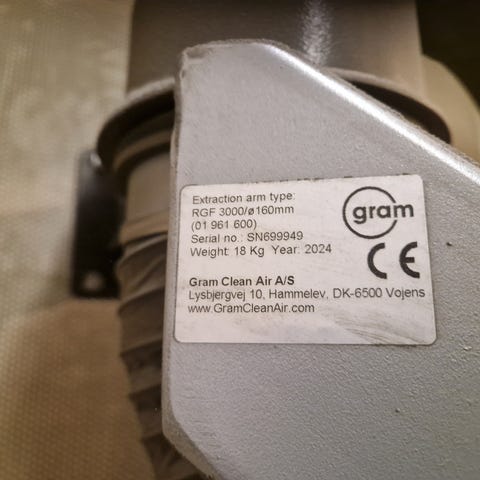 Extraction arm type:
RGF 3000/ø160mm
(01 961 600)
Serial no.: SN699949
Weight: 18 Kg Year: 2024
gram
CE
Gram Clean Air A/S
Lysbjergvej 10, Hammelev, DK-6500 Vojens
www.GramCleanAir.com